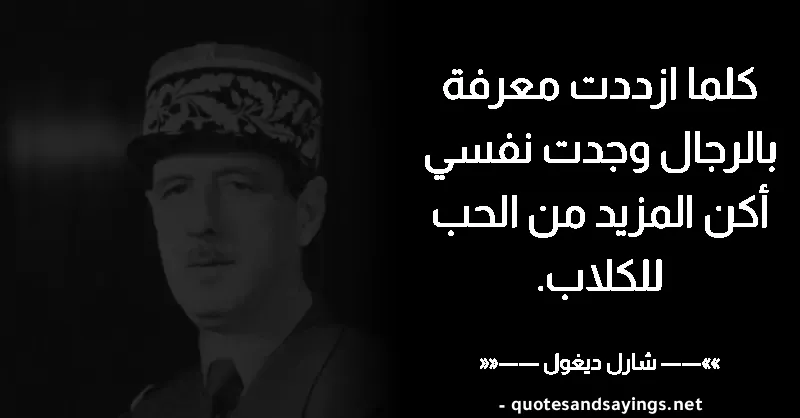 كلما ازددت معرفة
بالرجال وجدت نفسي
أكن المزيد من الحب
للكلاب.
»»—— شارل ديغول ——««
- quotesandsayings.net